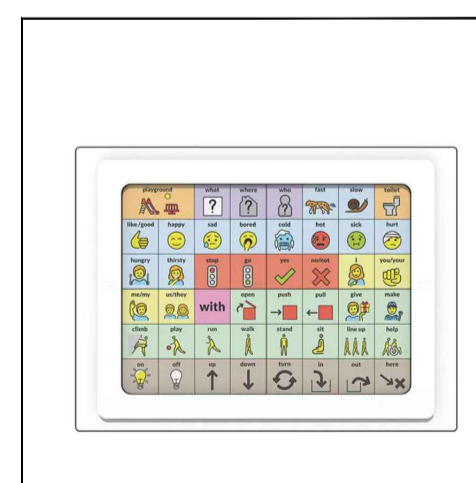 playground what where who fast slow toilet
like/good happy sad bored cold hot sick hurt
hungry thirsty stop go yes no/not I you/your
me/my us/they with open push pull give make
climb play run walk stand sit line up help
on off up down turn in out here